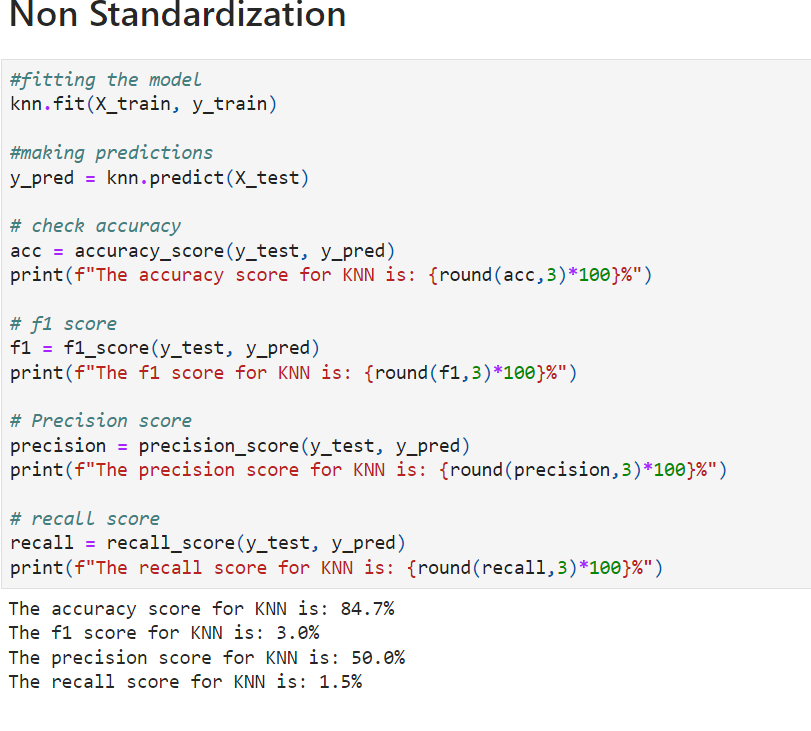 Non Standardization
#fitting the model
knn.fit(X_train, y_train)
#making predictions
y_pred = knn.predict(X_test)
# check accuracy
acc = accuracy_score(y_test, y_pred)
print(f"The accuracy score for KNN is: {round(acc,3)*100}%")
# f1 score
f1 = f1_score(y_test, y_pred)
print(f"The f1 score for KNN is: {round(f1,3)*100}%")
# Precision score
precision = precision_score(y_test, y_pred)
print(f"The precision score for KNN is: {round(precision,3)*100}%")
# recall score
recall = recall_score(y_test, y_pred)
print(f"The recall score for KNN is: {round(recall,3)*100}%")
The accuracy score for KNN is: 84.7%
The f1 score for KNN is: 3.0%
The precision score for KNN is: 50.0%
The recall score for KNN is: 1.5%